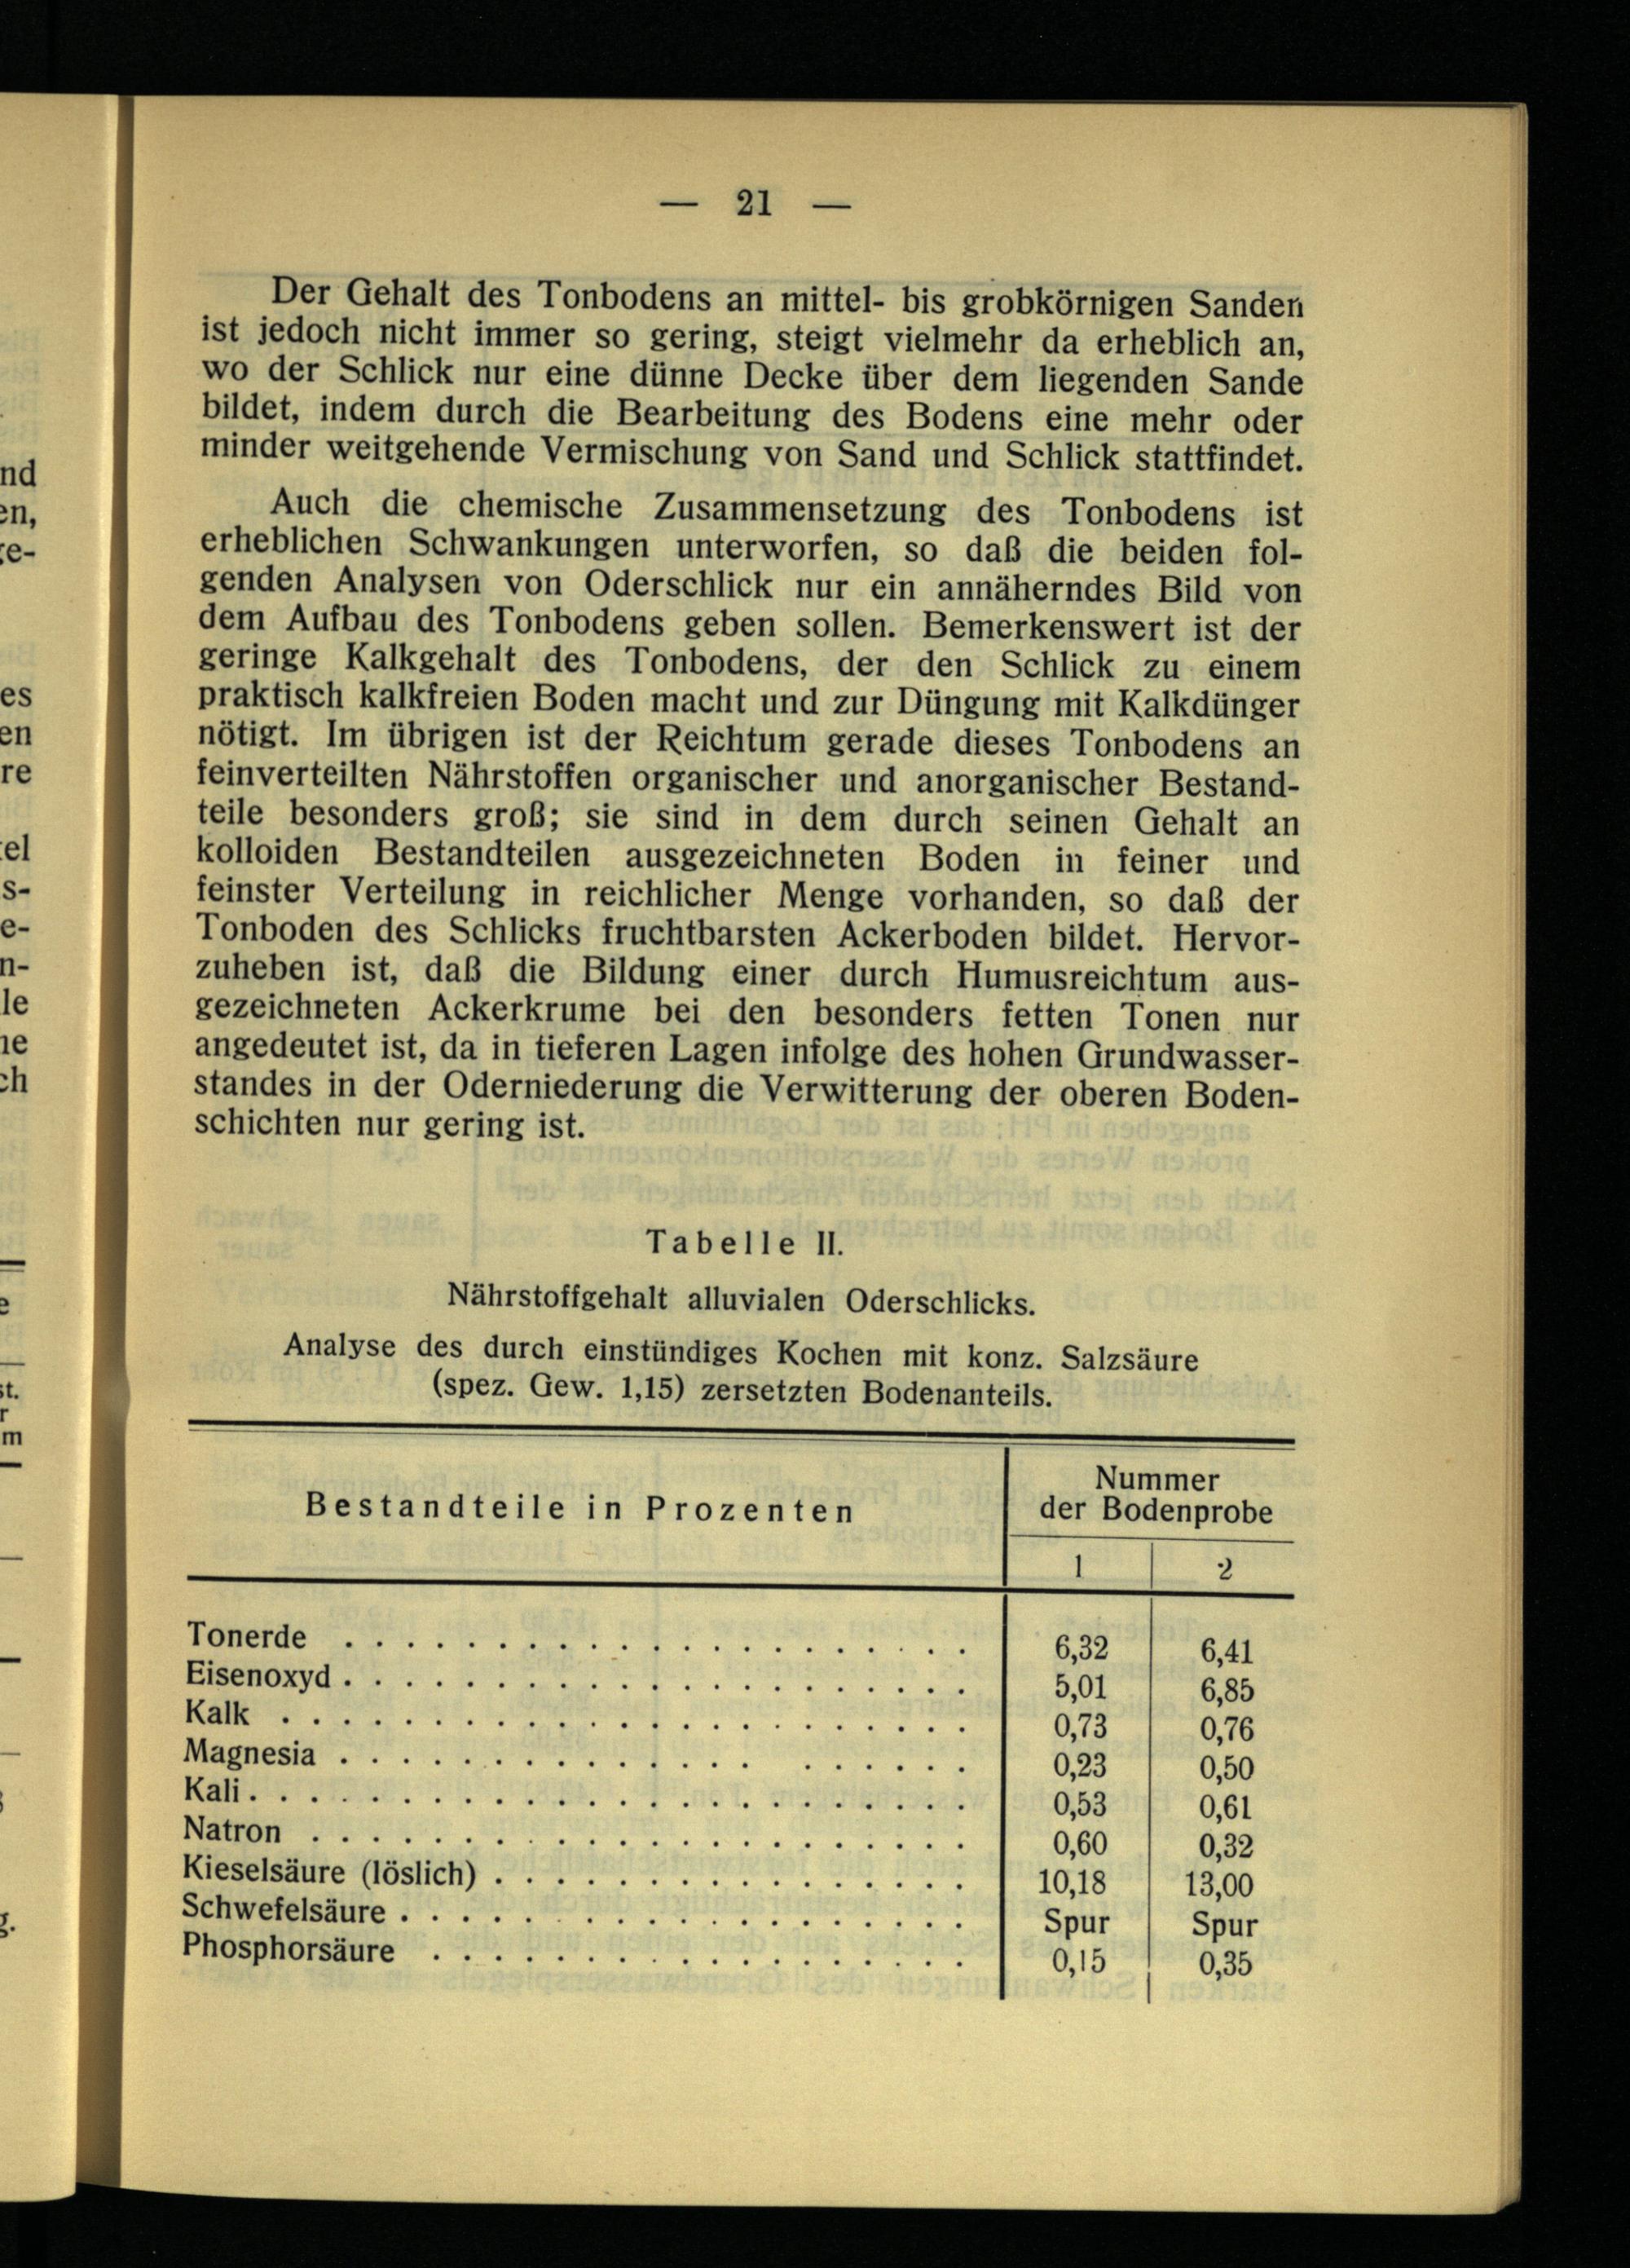 — 21 —
Der Gehalt des Tonbodens an mittel- bis grobkörnigen Sanden
ist jedoch nicht immer so gering, steigt vielmehr da erheblich an,
wo der Schlick nur eine dünne Decke über dem liegenden Sande
bildet, indem durch die Bearbeitung des Bodens eine mehr oder
minder weitgehende Vermischung von Sand und Schlick stattfindet.
Auch die chemische Zusammensetzung des Tonbodens ist
erheblichen Schwankungen unterworfen, so daß die beiden fol-
genden Analysen von Oderschlick nur ein annäherndes Bild von
dem Aufbau des Tonbodens geben sollen. Bemerkenswert ist der
geringe Kalkgehalt des Tonbodens, der den Schlick zu einem
praktisch kalkfreien Boden macht und zur Düngung mit Kalkdünger
nötigt. Im übrigen ist der Reichtum gerade dieses Tonbodens an
feinverteilten Nährstoffen organischer und anorganischer Bestand-
teile besonders groß; sie sind in dem durch seinen Gehalt an
kolloiden Bestandteilen ausgezeichneten Boden in feiner und
feinster Verteilung in reichlicher Menge vorhanden, so daß der
Tonboden des Schlicks fruchtbarsten Ackerboden bildet. Hervor-
zuheben ist, daß die Bildung einer durch Humusreichtum aus-
gezeichneten Ackerkrume bei den besonders fetten Tonen nur
angedeutet ist, da in tieferen Lagen infolge des hohen Grundwasser-
standes in der Oderniederung die Verwitterung der oberen Boden-
schichten nur gering ist.
Tabelle II.
Nährstoffgehalt alluvialen Oderschlicks.
Analyse des durch einstündiges Kochen mit konz. Salzsäure
(spez. Gew. 1,15) zersetzten Bodenanteils.
Bestandteile in Prozenten
Nummer
der Bodenprobe
1 2
Tonerde . . . . . . . . . . . . . . . . . . . . . 6,32 6,41
Eisenoxyd . . . . . . . . . . . . . . . . . . . . . 5,01 6,85
Kalk . . . . . . . . . . . . . . . . . . . . . . . 0,73 0,76
Magnesia . . . . . . . . . . . . . . . . . . . . 0,23 0,50
Kali . . . . . . . . . . . . . . . . . . . . . . . . 0,53 0,61
Natron . . . . . . . . . . . . . . . . . . . . . . 0,60 0,32
Kieselsäure (löslich) . . . . . . . . . . . . . . . . 10,18 13,00
Schwefelsäure . . . . . . . . . . . . . . . . . . . Spur Spur
Phosphorsäure . . . . . . . . . . . . . . . . . . 0,15 0,35